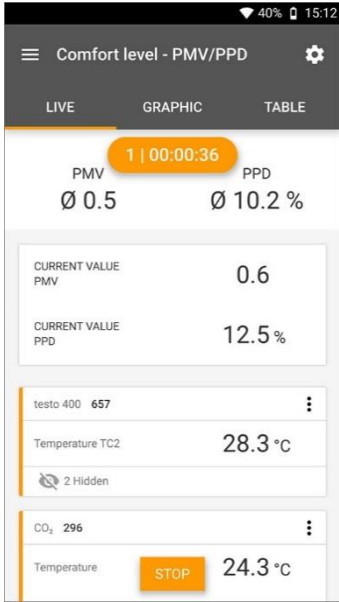 40% 15:12
Comfort level - PMV/PPD
LIVE GRAPHIC TABLE
1 | 00:00:36
PMV PPD
Ø 0.5 Ø 10.2 %
CURRENT VALUE
PMV 0.6
CURRENT VALUE
PPD 12.5 %
testo 400 657
Temperature TC2 28.3 °C
2 Hidden
CO₂ 296
Temperature STOP 24.3 °C